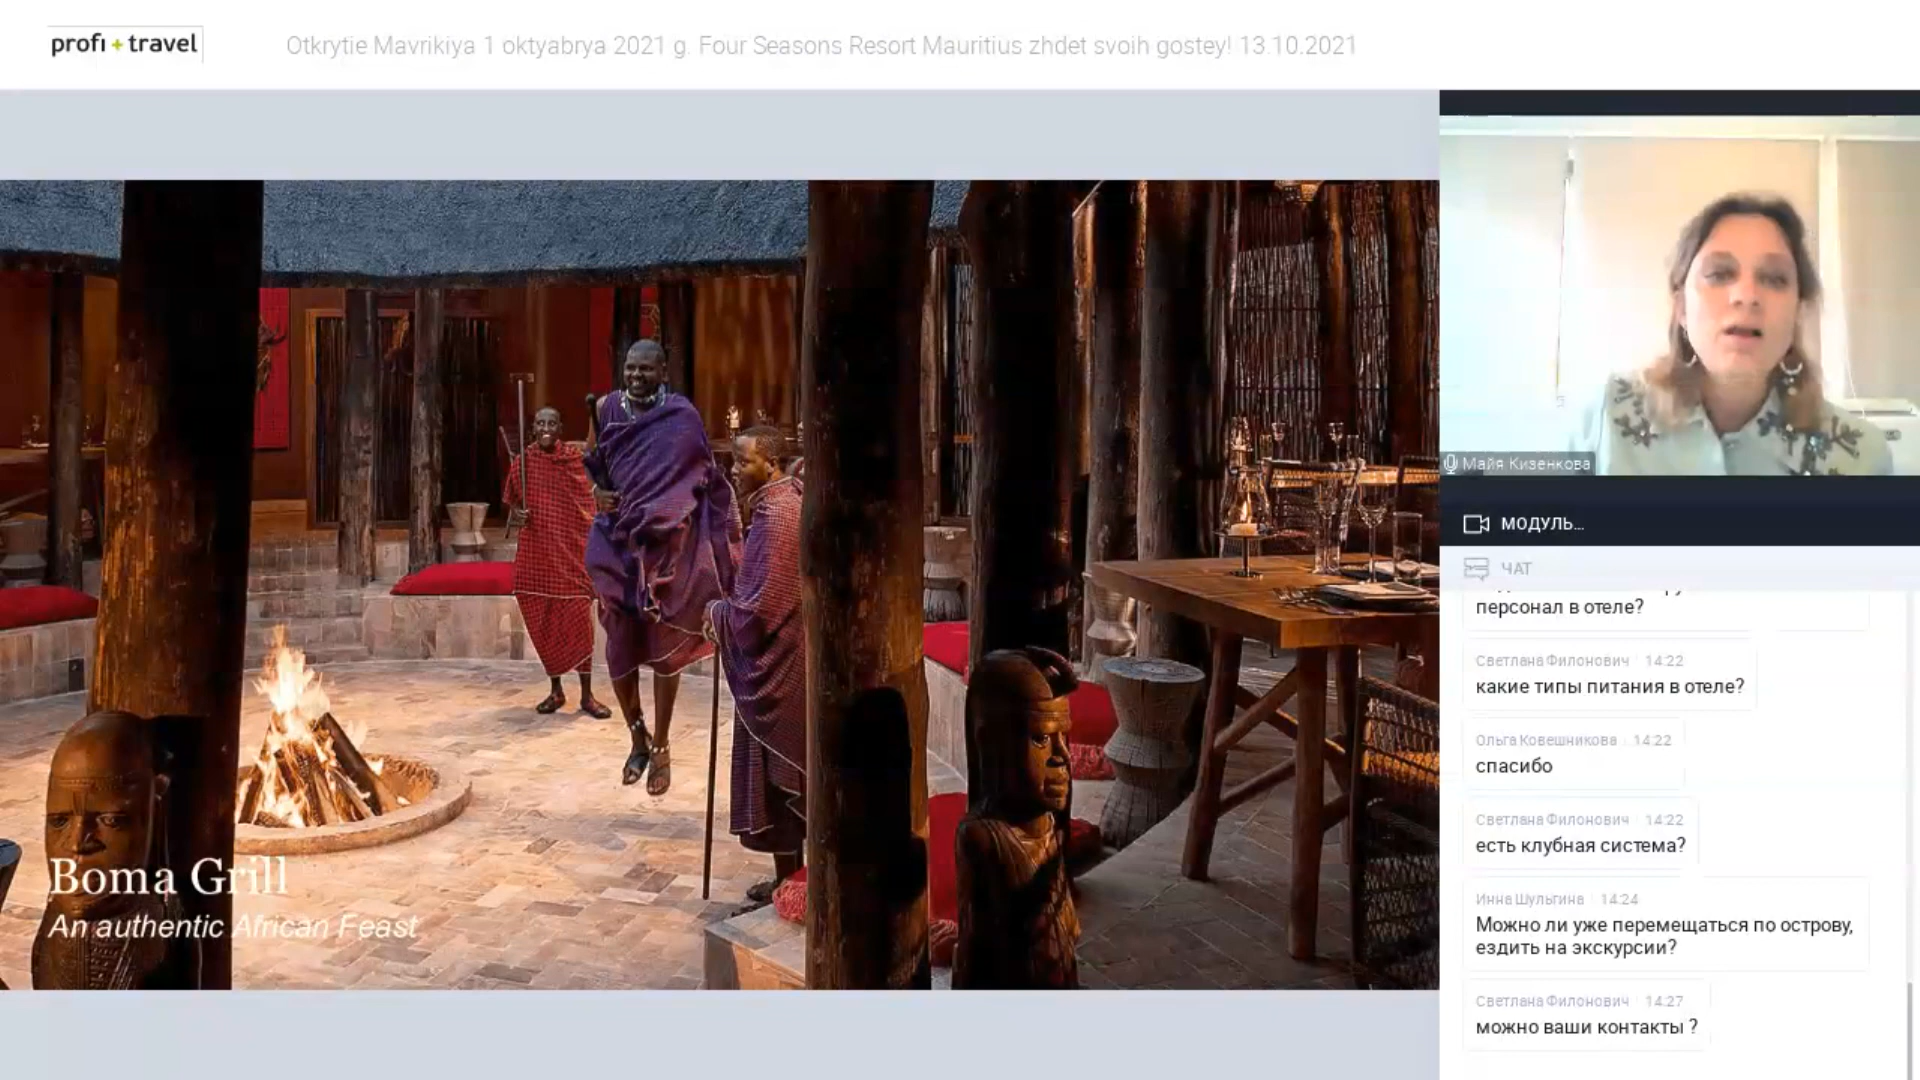 profi + travel
Otkrytie Mavrikiya 1 oktyabrya 2021 g. Four Seasons Resort Mauritius zhdet svoih gostey! 13.10.2021
Boma Grill
An authentic African Feast
Майя Кизенкова
МОДУЛЬ...
ЧАТ
персонал в отеле?
Светлана Филонович 14:22
какие типы питания в отеле?
Ольга Ковешникова 14:22
спасибо
Светлана Филонович 14:22
есть клубная система?
Инна Шульгина 14:24
Можно ли уже перемещаться по острову,
ездить на экскурсии?
Светлана Филонович 14:27
можно ваши контакты ?